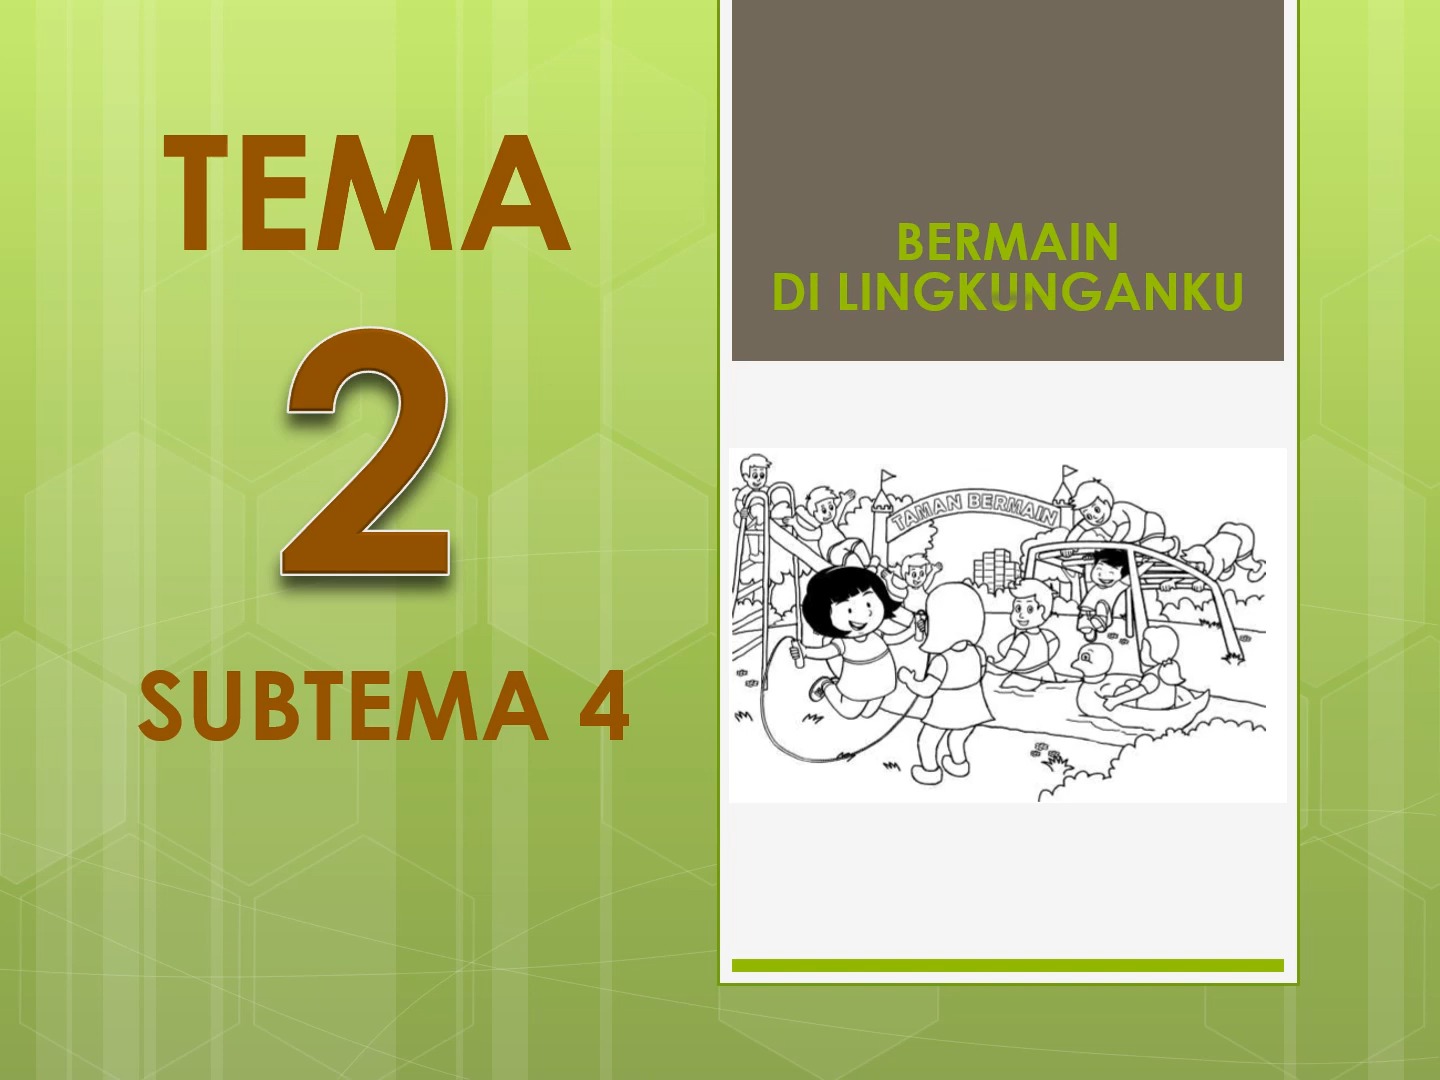 TEMA
2
SUBTEMA 4
BERMAIN
DI LINGKUNGANKU
TAMAN BERMAIN